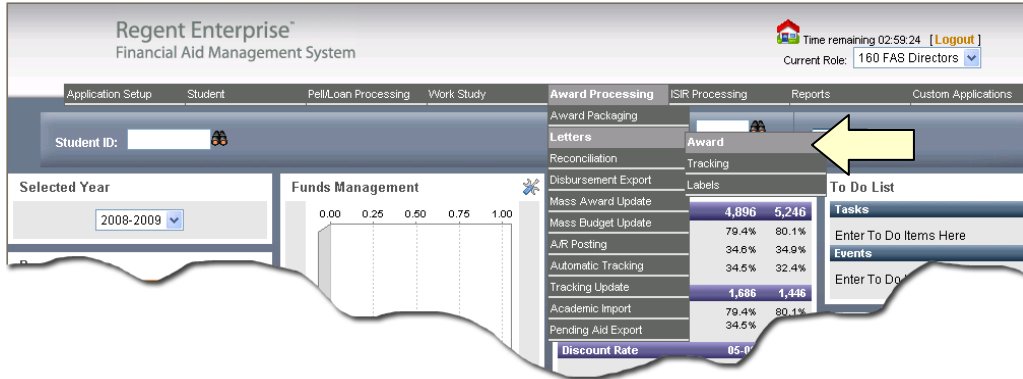 Regent Enterprise™
Financial Aid Management System
Time remaining 02:59:24 [Logout]
Current Role: 160 FAS Directors
Application Setup Student Pell/Loan Processing Work Study Award Processing ISIR Processing Reports Custom Applications
Student ID:
Award Packaging
Letters
Reconciliation
Disbursement Export
Mass Award Update
Mass Budget Update
A/R Posting
Automatic Tracking
Tracking Update
Academic Import
Pending Aid Export
Award
Tracking
Labels
Selected Year
2008-2009
Funds Management
0.00 0.25 0.50 0.75 1.00
4,896 5,246
79.4% 80.1%
34.6% 34.9%
34.5% 32.4%
1,686 1,446
79.4% 80.1%
34.5%
Discount Rate 05-0
To Do List
Tasks
Enter To Do Items Here
Events
Enter To Do